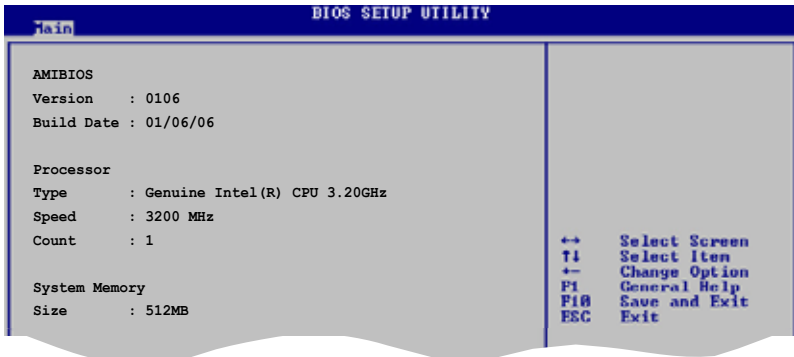 BIOS SETUP UTILITY
Main
AMIBIOS
Version : 0106
Build Date : 01/06/06
Processor
Type : Genuine Intel(R) CPU 3.20GHz
Speed : 3200 MHz
Count : 1
System Memory
Size : 512MB
←→ Select Screen
↑↓ Select Item
+- Change Option
F1 General Help
F10 Save and Exit
ESC Exit